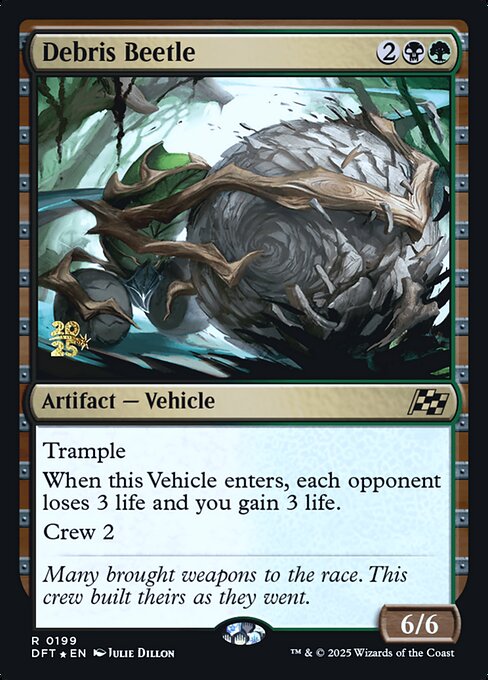 Debris Beetle 2
2025
Artifact — Vehicle
Trample
When this Vehicle enters, each opponent
loses 3 life and you gain 3 life.
Crew 2
Many brought weapons to the race. This
crew built theirs as they went.
6/6
R 0199
DFT ★ EN Julie Dillon
™ & © 2025 Wizards of the Coast